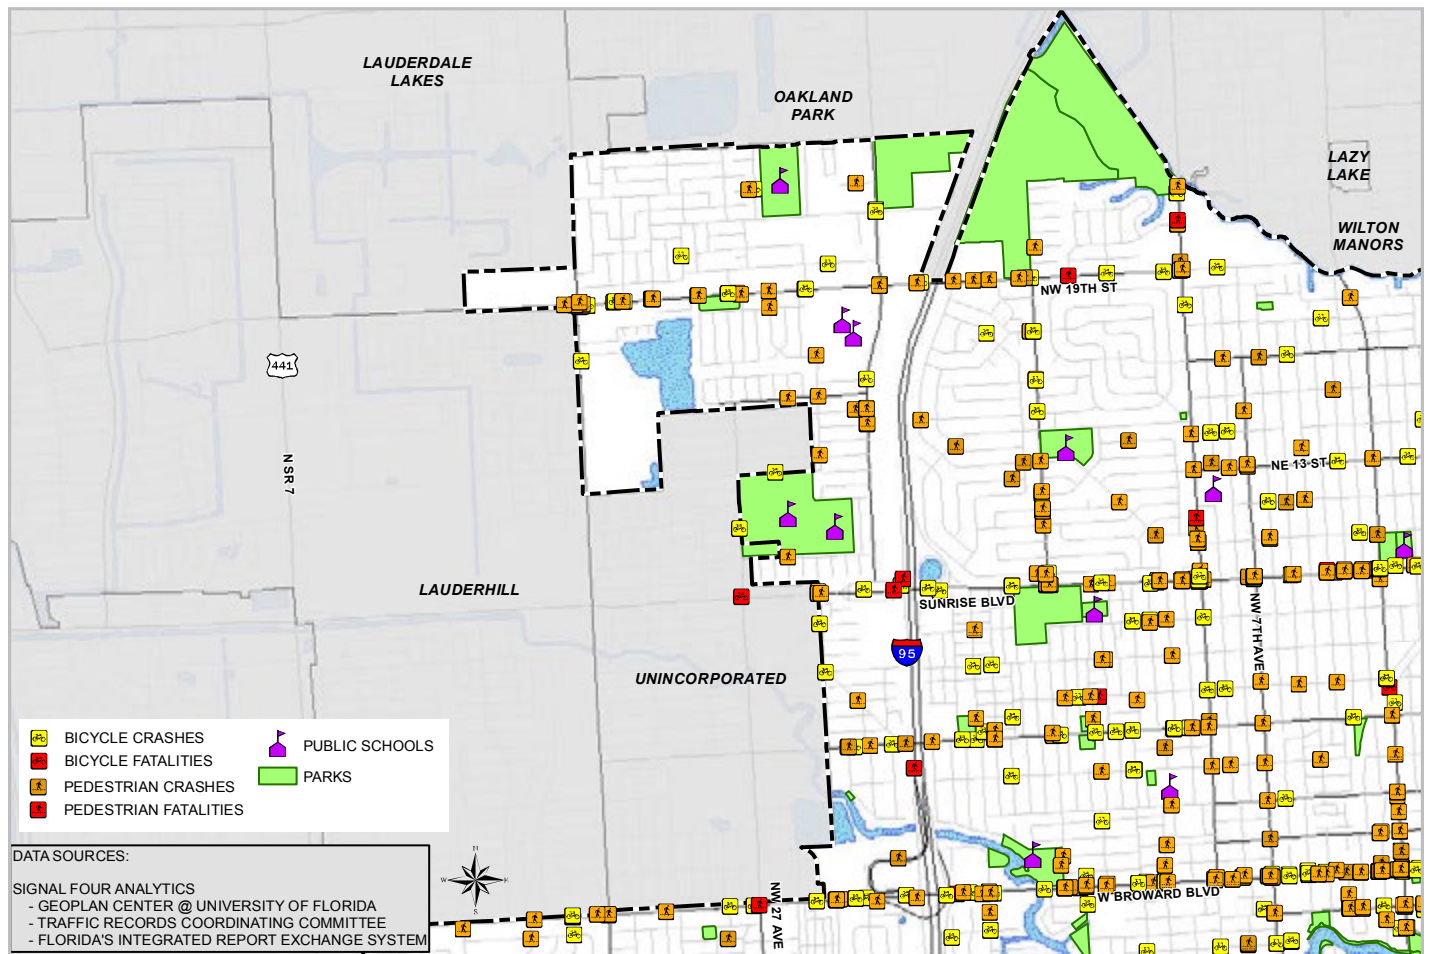 LAUDERDALE
LAKES
OAKLAND
PARK
LAZY
LAKE
WILTON
MANORS
NW 19TH ST
441
N SR 7
NE 13 ST
LAUDERHILL
SUNRISE BLVD
NW 7TH AVE
95
UNINCORPORATED
BICYCLE CRASHES
BICYCLE FATALITIES
PEDESTRIAN CRASHES
PEDESTRIAN FATALITIES
PUBLIC SCHOOLS
PARKS
DATA SOURCES:
SIGNAL FOUR ANALYTICS
- GEOPLAN CENTER @ UNIVERSITY OF FLORIDA
- TRAFFIC RECORDS COORDINATING COMMITTEE
- FLORIDA'S INTEGRATED REPORT EXCHANGE SYSTEM
N
W
S
NW 27 AVE
W BROWARD BLVD